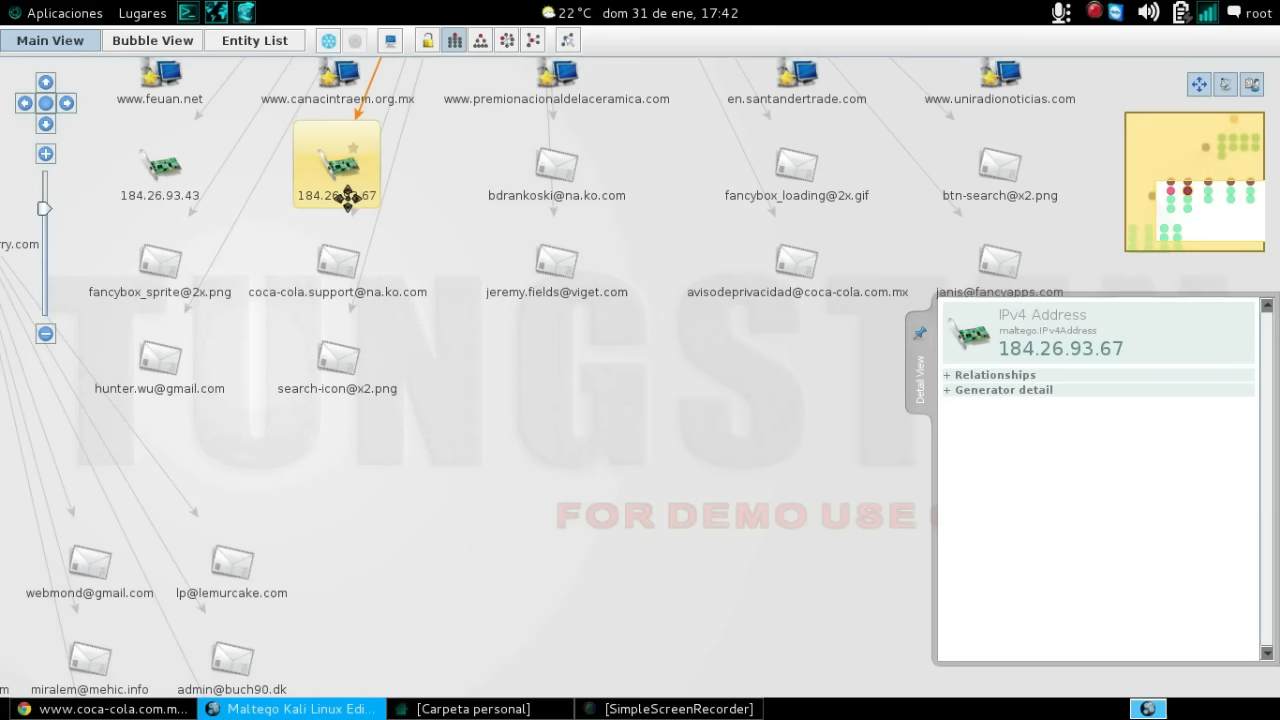 Aplicaciones Lugares 22 °C dom 31 de ene, 17:42 root
Main View Bubble View Entity List
www.feuan.net www.canacintraem.org.mx www.premionacionaldelaceramica.com en.santandertrade.com www.uniradionoticias.com
184.26.93.43 184.26.93.67 bdrankoski@na.ko.com fancybox_loading@2x.gif btn-search@x2.png
rry.com
fancybox_sprite@2x.png coca-cola.support@na.ko.com jeremy.fields@viget.com avisodeprivacidad@coca-cola.com.mx janis@fancyapps.com
IPv4 Address
maltego.IPv4Address
184.26.93.67
+ Relationships
+ Generator detail
Detail View
hunter.wu@gmail.com search-icon@x2.png
TUNGST
FOR DEMO USE
webmond@gmail.com lp@lemurcake.com
m miralem@mehic.info admin@buch90.dk
www.coca-cola.com.m... Maltego Kali Linux Edi... [Carpeta personal] [SimpleScreenRecorder]